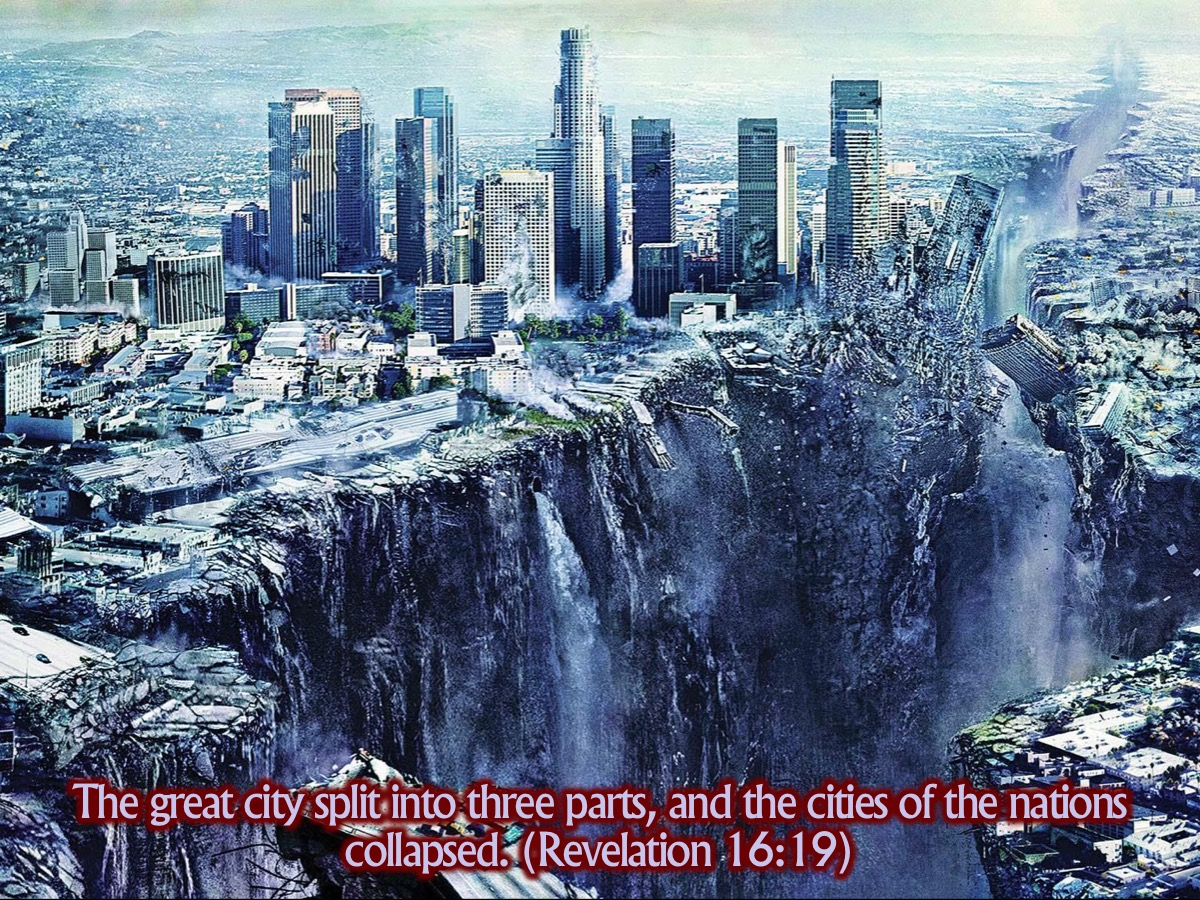 The great city split into three parts, and the cities of the nations
collapsed. (Revelation 16:19)